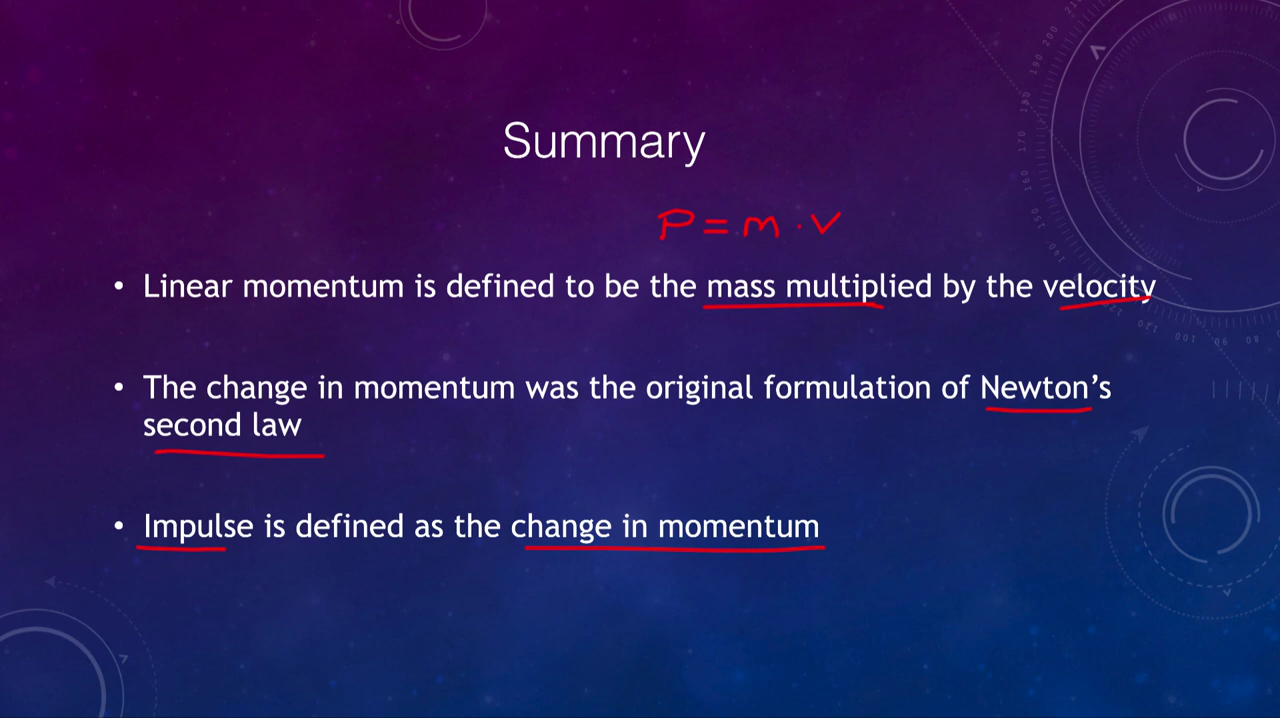 Summary
P = m · v
• Linear momentum is defined to be the mass multiplied by the velocity
• The change in momentum was the original formulation of Newton’s
second law
• Impulse is defined as the change in momentum